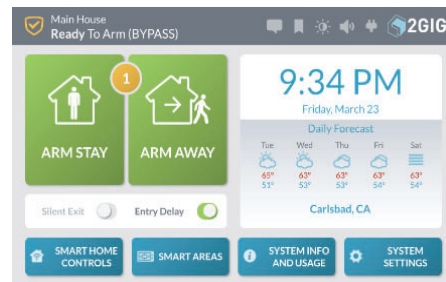 Main House
Ready To Arm (BYPASS)
2GIG
1
ARM STAY
ARM AWAY
9:34 PM
Friday, March 23
Daily Forecast
Tue Wed Thu Fri Sat
65° 63° 63° 63° 63°
51° 53° 53° 54° 54°
Carlsbad, CA
Silent Exit
Entry Delay
SMART HOME
CONTROLS
SMART AREAS
SYSTEM INFO
AND USAGE
SYSTEM
SETTINGS